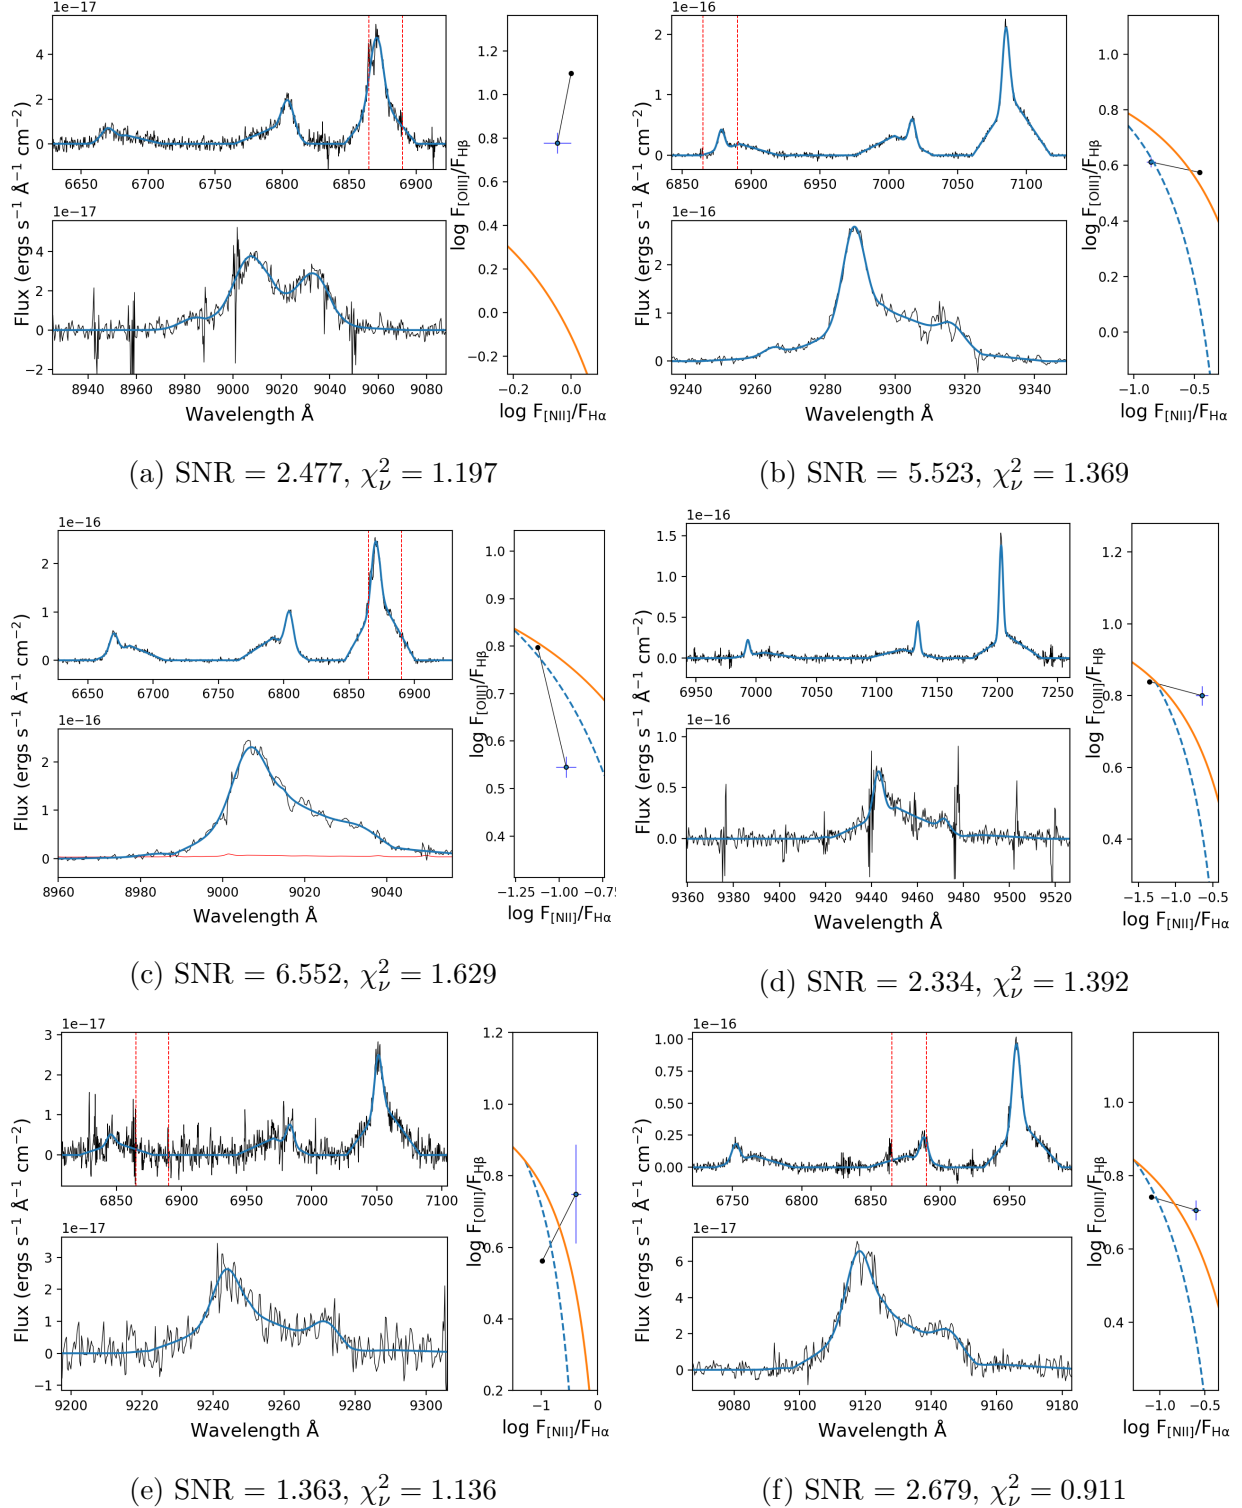 1e−17
4
2
0
6650 6700 6750 6800 6850 6900
1e−17
4
2
0
−2
8940 8960 8980 9000 9020 9040 9060 9080
Wavelength Å
Flux (ergs s⁻¹ Å⁻¹ cm⁻²)
1.2
1.0
0.8
0.6
0.4
0.2
0.0
−0.2
−0.2 0.0
log F[OIII]/FHβ
log F[NII]/FHα
(a) SNR = 2.477, χ²ν = 1.197
1e−16
2
1
0
6850 6900 6950 7000 7050 7100
1e−16
2
1
0
9240 9260 9280 9300 9320 9340
Wavelength Å
Flux (ergs s⁻¹ Å⁻¹ cm⁻²)
1.0
0.8
0.6
0.4
0.2
0.0
−1.0 −0.5
log F[OIII]/FHβ
log F[NII]/FHα
(b) SNR = 5.523, χ²ν = 1.369
1e−16
2
1
0
6650 6700 6750 6800 6850 6900
1e−16
2
1
0
8960 8980 9000 9020 9040
Wavelength Å
Flux (ergs s⁻¹ Å⁻¹ cm⁻²)
1.0
0.9
0.8
0.7
0.6
0.5
0.4
−1.25 −1.00 −0.75
log F[OIII]/FHβ
log F[NII]/FHα
(c) SNR = 6.552, χ²ν = 1.629
1e−16
1.5
1.0
0.5
0.0
6950 7000 7050 7100 7150 7200 7250
1e−16
1.0
0.5
0.0
9360 9380 9400 9420 9440 9460 9480 9500 9520
Wavelength Å
Flux (ergs s⁻¹ Å⁻¹ cm⁻²)
1.2
1.0
0.8
0.6
0.4
−1.5 −1.0 −0.5
log F[OIII]/FHβ
log F[NII]/FHα
(d) SNR = 2.334, χ²ν = 1.392
1e−17
3
2
1
0
6850 6900 6950 7000 7050 7100
1e−17
3
2
1
0
−1
9200 9220 9240 9260 9280 9300
Wavelength Å
Flux (ergs s⁻¹ Å⁻¹ cm⁻²)
1.2
1.0
0.8
0.6
0.4
0.2
−1 0
log F[OIII]/FHβ
log F[NII]/FHα
(e) SNR = 1.363, χ²ν = 1.136
1e−16
1.00
0.75
0.50
0.25
0.00
6750 6800 6850 6900 6950
1e−17
6
4
2
0
9080 9100 9120 9140 9160 9180
Wavelength Å
Flux (ergs s⁻¹ Å⁻¹ cm⁻²)
1.0
0.8
0.6
0.4
−1.0 −0.5
log F[OIII]/FHβ
log F[NII]/FHα
(f) SNR = 2.679, χ²ν = 0.911